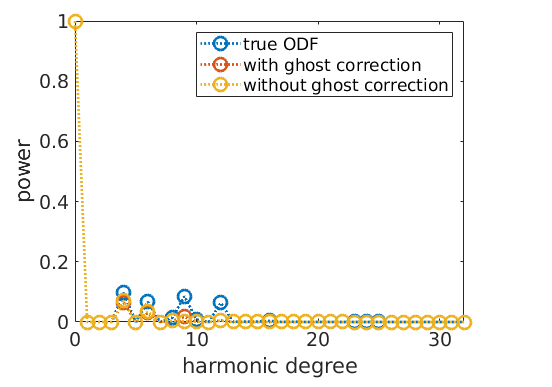 1
0.8
0.6
0.4
0.2
0
power
true ODF
with ghost correction
without ghost correction
0 10 20 30
harmonic degree